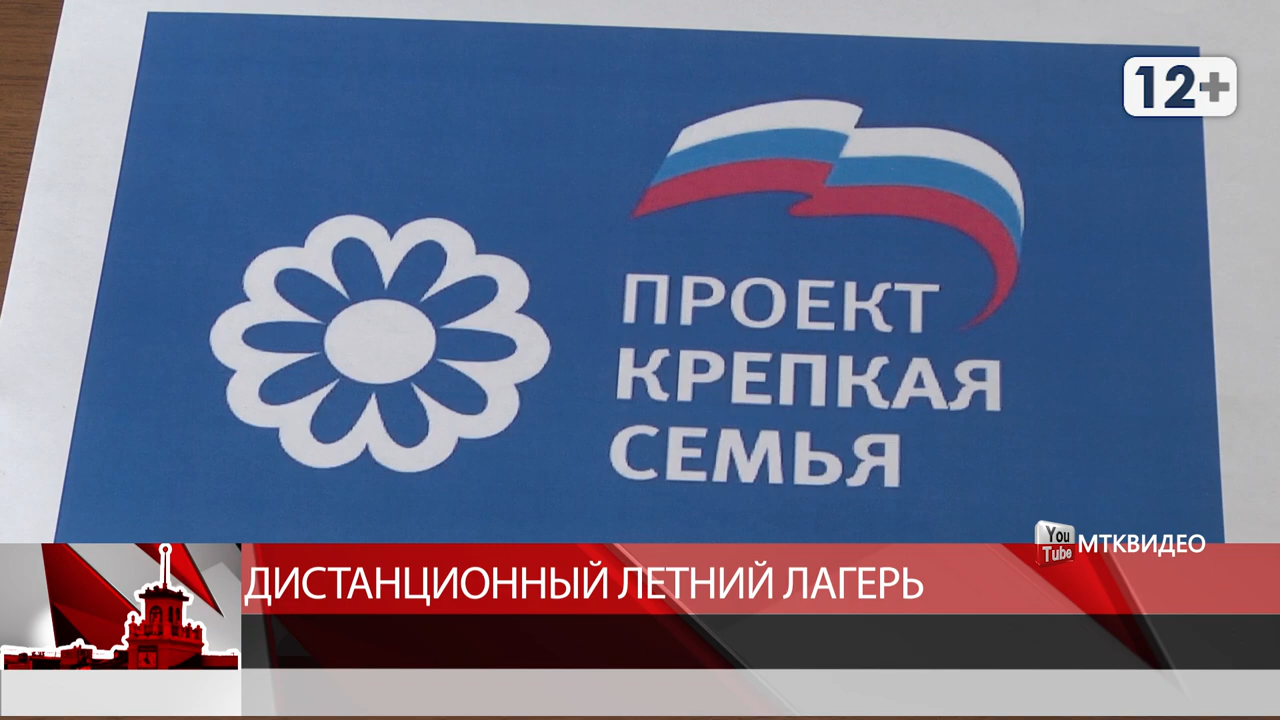 12+
ПРОЕКТ
КРЕПКАЯ
СЕМЬЯ
You
Tube
МТКВИДЕО
ДИСТАНЦИОННЫЙ ЛЕТНИЙ ЛАГЕРЬ